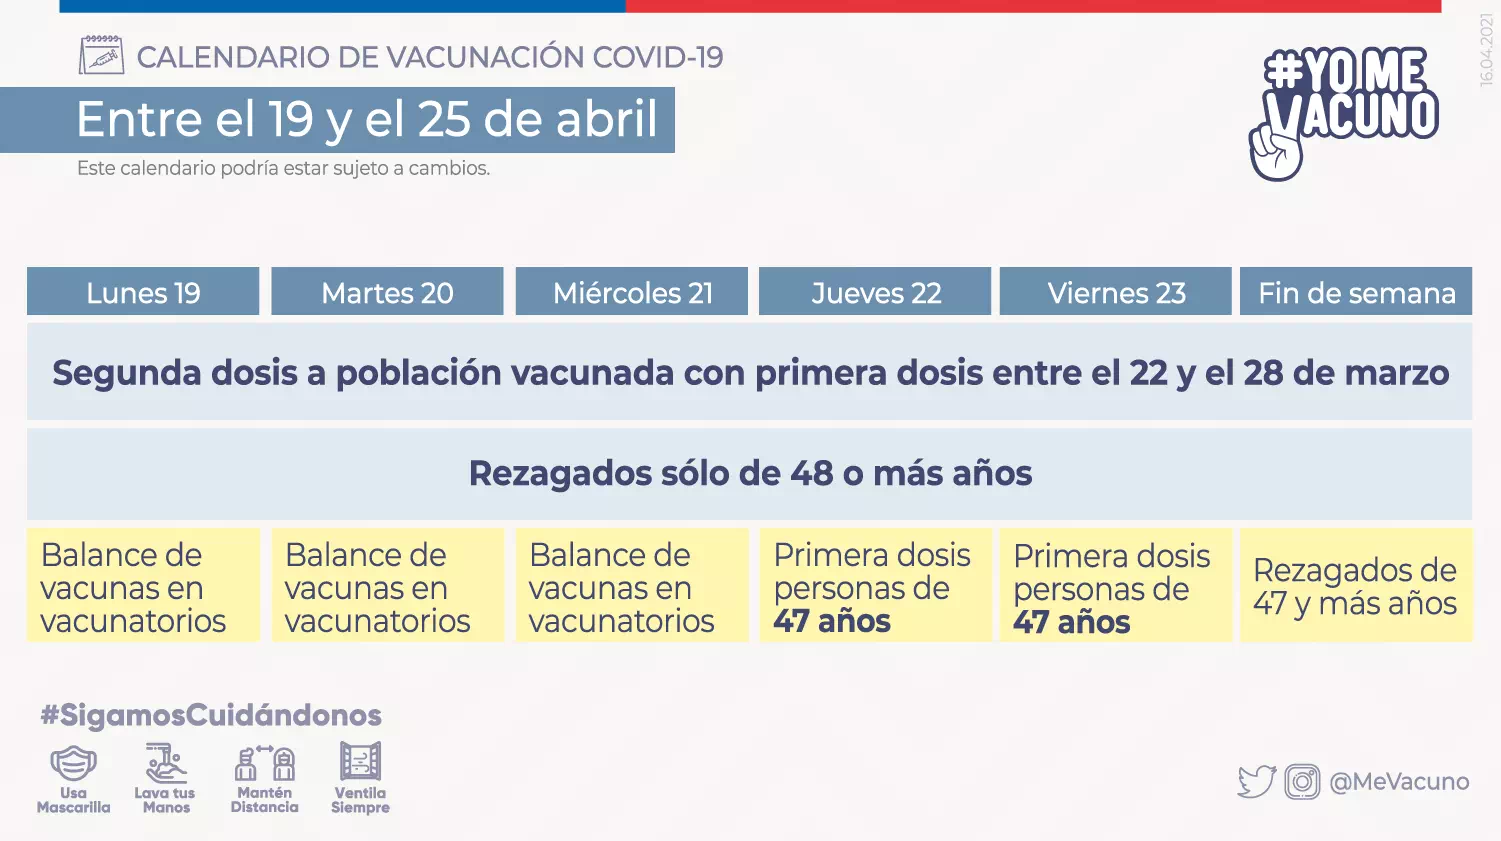 16.04.2021
CALENDARIO DE VACUNACIÓN COVID-19
Entre el 19 y el 25 de abril
Este calendario podría estar sujeto a cambios.
#YO ME
VACUNO
Lunes 19
Martes 20
Miércoles 21
Jueves 22
Viernes 23
Fin de semana
Segunda dosis a población vacunada con primera dosis entre el 22 y el 28 de marzo
Rezagados sólo de 48 o más años
Balance de
vacunas en
vacunatorios
Balance de
vacunas en
vacunatorios
Balance de
vacunas en
vacunatorios
Primera dosis
personas de
47 años
Primera dosis
personas de
47 años
Rezagados de
47 y más años
#SigamosCuidándonos
Usa
Mascarilla
Lava tus
Manos
Mantén
Distancia
Ventila
Siempre
@MeVacuno